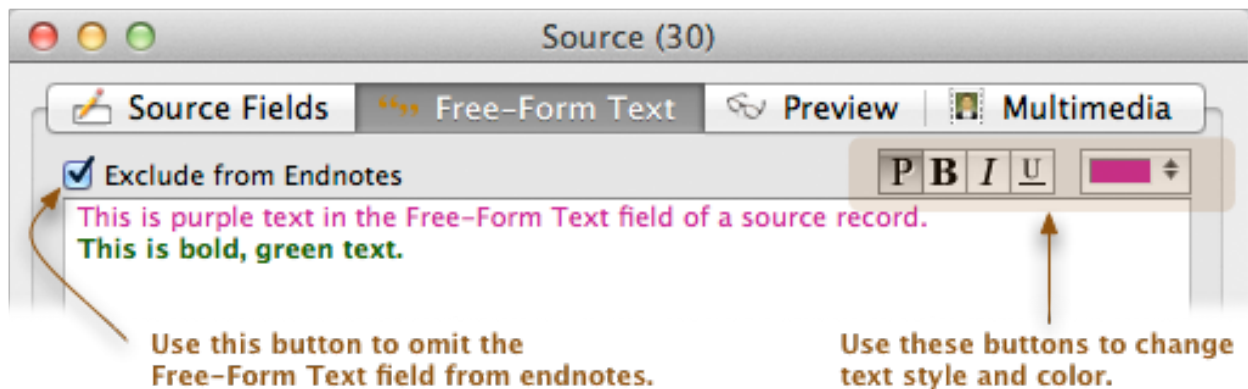 Source (30)
Source Fields
Free-Form Text
Preview
Multimedia
Exclude from Endnotes
P B I U
This is purple text in the Free-Form Text field of a source record.
This is bold, green text.
Use this button to omit the
Free-Form Text field from endnotes.
Use these buttons to change
text style and color.